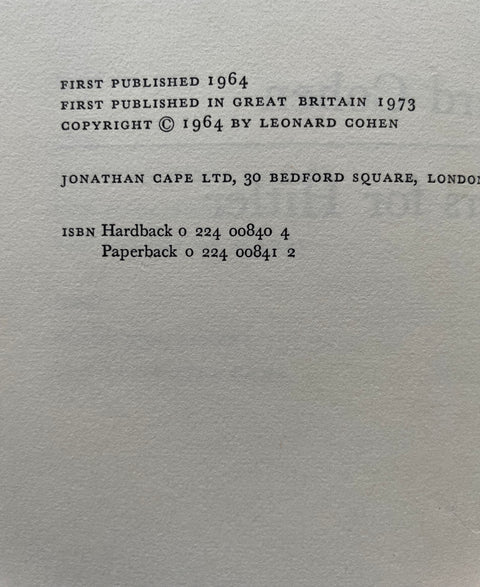 FIRST PUBLISHED 1964
FIRST PUBLISHED IN GREAT BRITAIN 1973
COPYRIGHT © 1964 BY LEONARD COHEN
JONATHAN CAPE LTD, 30 BEDFORD SQUARE, LONDON
ISBN Hardback 0 224 00840 4
Paperback 0 224 00841 2